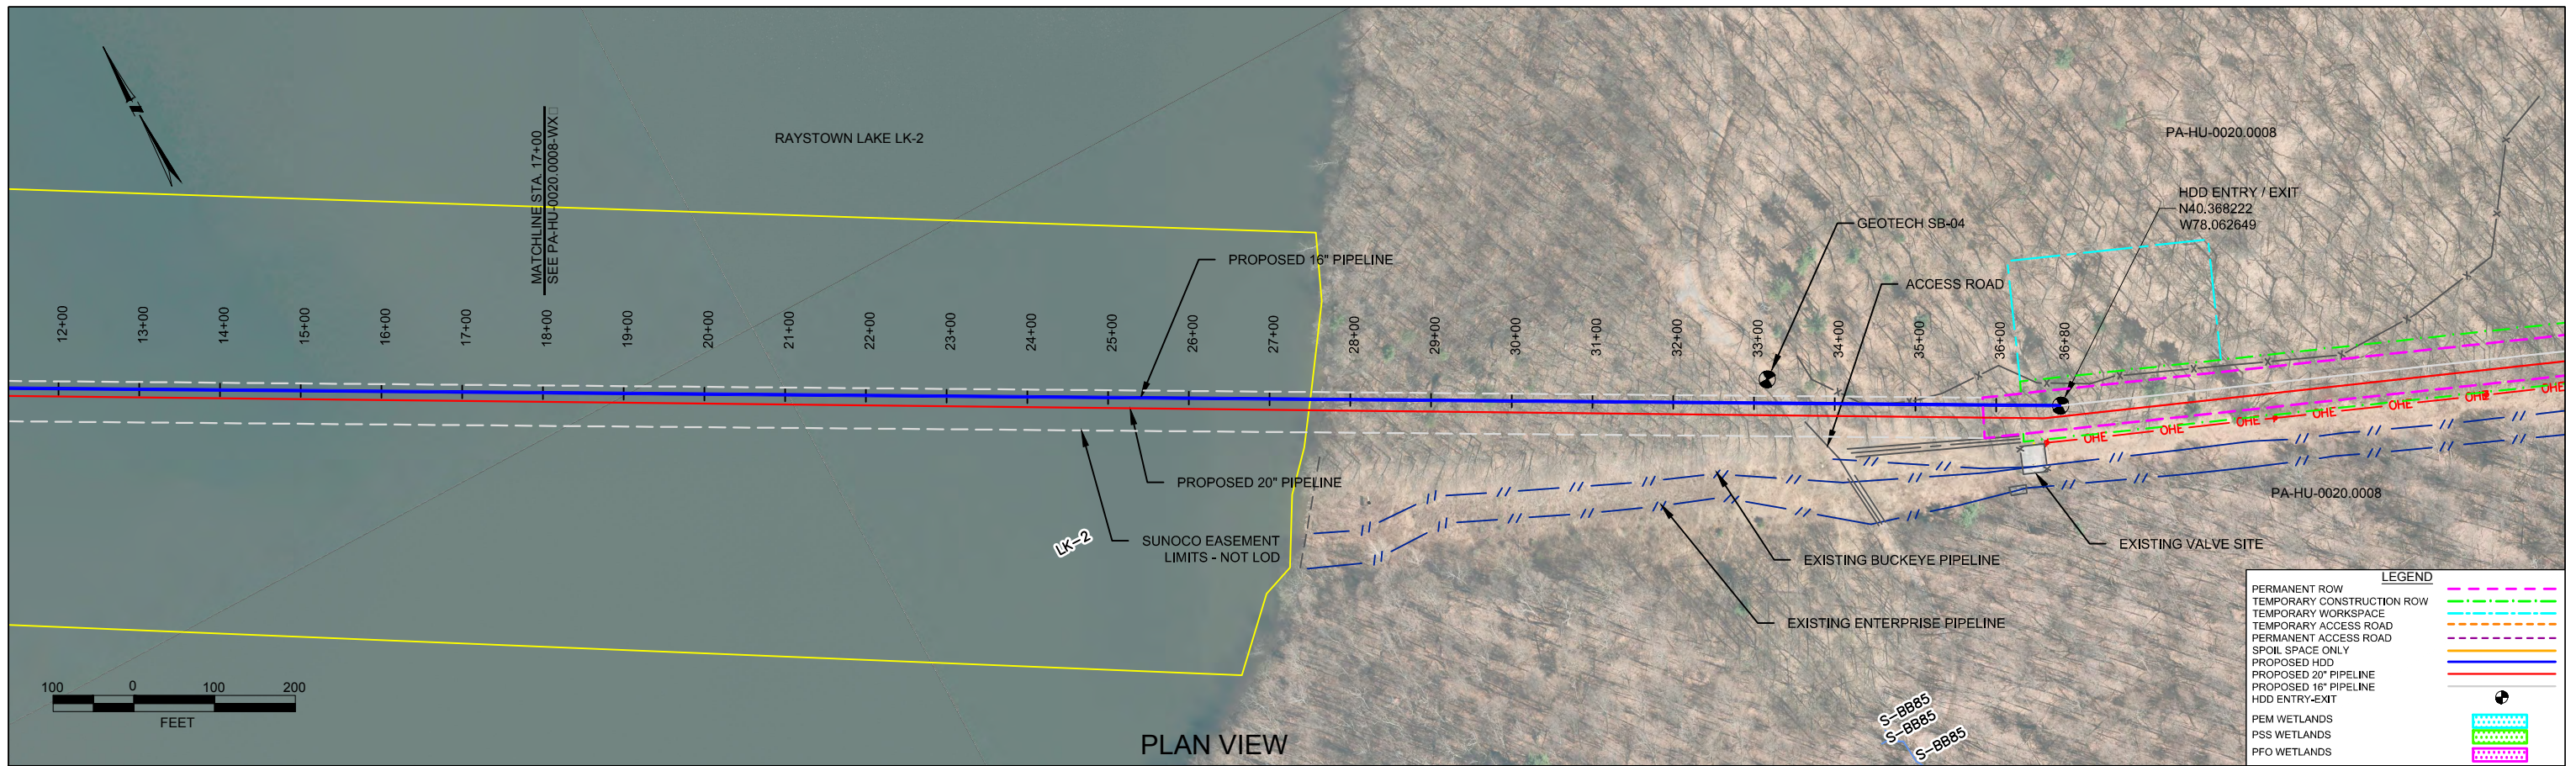 RAYSTOWN LAKE LK-2
MATCHLINE STA. 17+00
SEE PA-HU-0020.0008-WX
PA-HU-0020.0008
HDD ENTRY / EXIT
N40.368222
W78.062649
GEOTECH SB-04
PROPOSED 16" PIPELINE
ACCESS ROAD
12+00
13+00
14+00
15+00
16+00
17+00
18+00
19+00
20+00
21+00
22+00
23+00
24+00
25+00
26+00
27+00
28+00
29+00
30+00
31+00
32+00
33+00
34+00
35+00
36+00
36+80
OHE
OHE
OHE
OHE
OHE
OHE
OHE
PROPOSED 20" PIPELINE
PA-HU-0020.0008
LK-2
SUNOCO EASEMENT
LIMITS - NOT LOD
EXISTING VALVE SITE
EXISTING BUCKEYE PIPELINE
EXISTING ENTERPRISE PIPELINE
100 0 100 200
FEET
PLAN VIEW
S-BB85
S-BB85
S-BB85
LEGEND
PERMANENT ROW
TEMPORARY CONSTRUCTION ROW
TEMPORARY WORKSPACE
TEMPORARY ACCESS ROAD
PERMANENT ACCESS ROAD
SPOIL SPACE ONLY
PROPOSED HDD
PROPOSED 20" PIPELINE
PROPOSED 16" PIPELINE
HDD ENTRY-EXIT
PEM WETLANDS
PSS WETLANDS
PFO WETLANDS